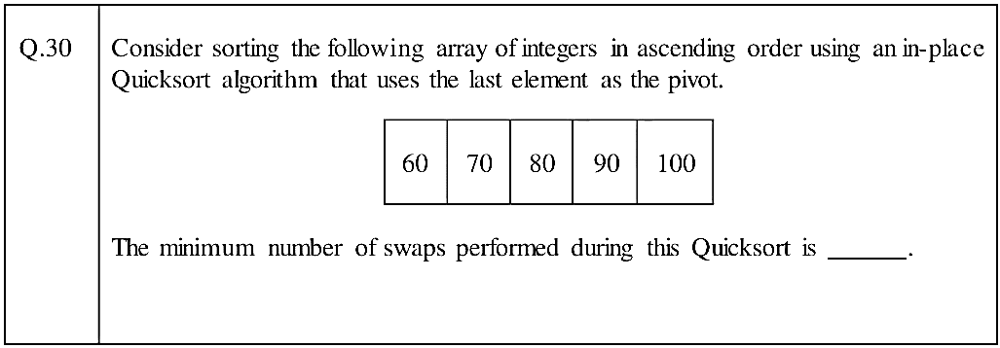 Q.30
Consider sorting the following array of integers in ascending order using an in-place
Quicksort algorithm that uses the last element as the pivot.
60 70 80 90 100
The minimum number of swaps performed during this Quicksort is ______.